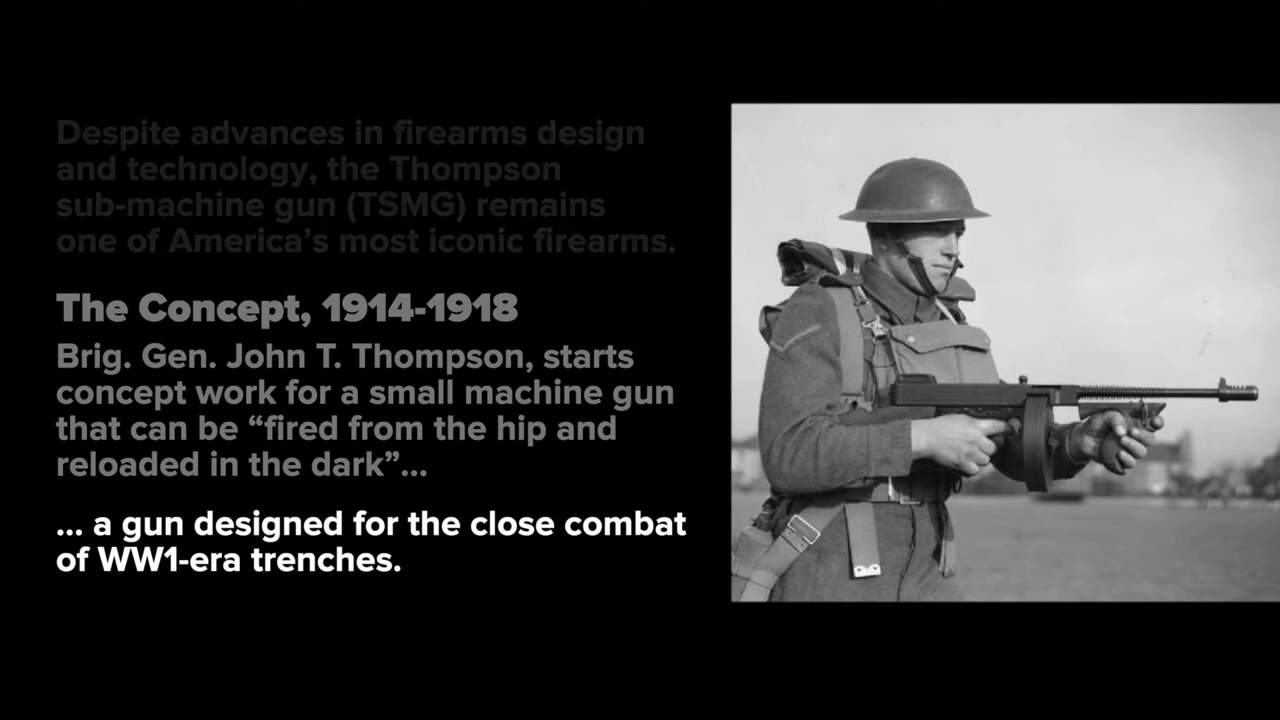 Despite advances in firearms design
and technology, the Thompson
sub-machine gun (TSMG) remains
one of America’s most iconic firearms.
The Concept, 1914-1918
Brig. Gen. John T. Thompson, starts
concept work for a small machine gun
that can be “fired from the hip and
reloaded in the dark”...
... a gun designed for the close combat
of WW1-era trenches.